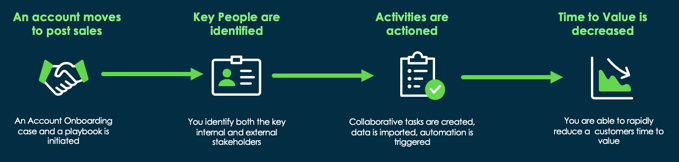 An account moves
to post sales
An Account Onboarding
case and a playbook is
initiated
Key People are
identified
You identify both the key
internal and external
stakeholders
Activities are
actioned
Collaborative tasks are created,
data is imported, automation is
triggered
Time to Value is
decreased
You are able to rapidly
reduce a customers time to
value